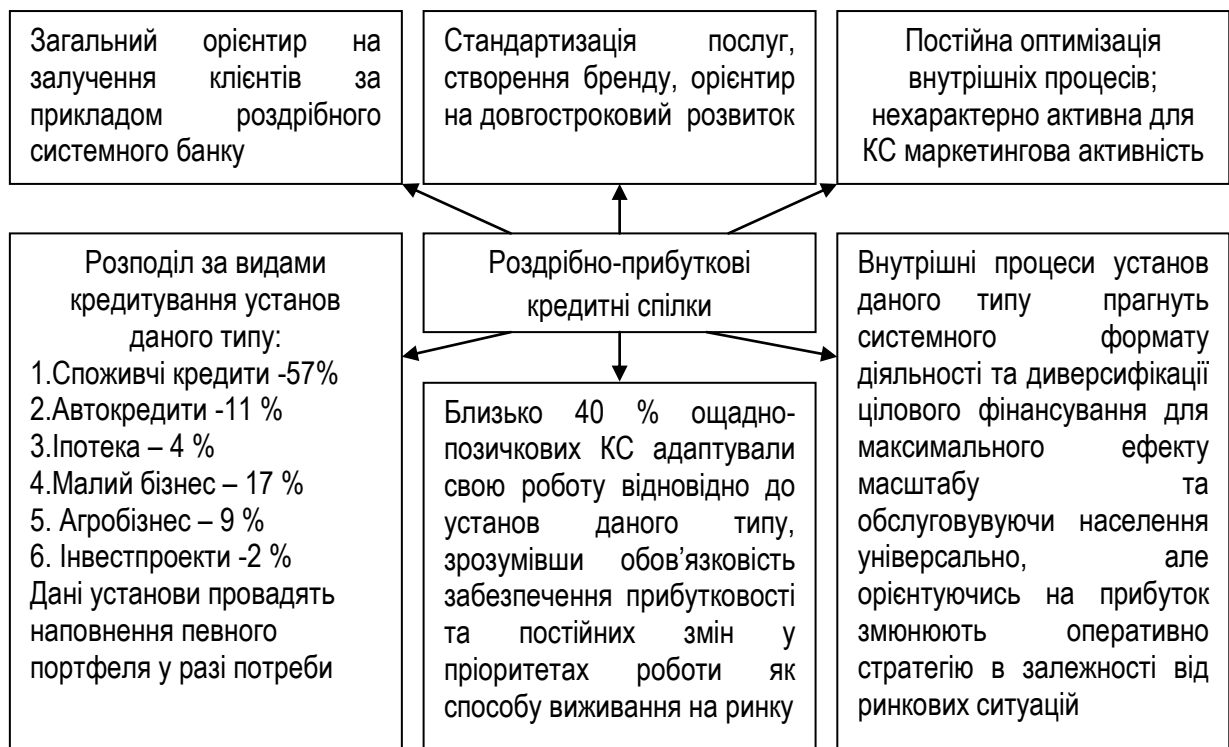 Загальний орієнтир на
залучення клієнтів за
прикладом роздрібного
системного банку
Стандартизація послуг,
створення бренду, орієнтир
на довгостроковий розвиток
Постійна оптимізація
внутрішніх процесів;
нехарактерно активна для
КС маркетингова активність
Розподіл за видами
кредитування установ
даного типу:
1.Споживчі кредити -57%
2.Автокредити -11 %
3.Іпотека – 4 %
4.Малий бізнес – 17 %
5. Агробізнес – 9 %
6. Інвестпроекти -2 %
Дані установи провадять
наповнення певного
портфеля у разі потреби
Роздрібно-прибуткові
кредитні спілки
Близько 40 % ощадно-
позичкових КС адаптували
свою роботу відновідно до
установ даного типу,
зрозумівши обов’язковість
забезпечення прибутковості
та постійних змін у
пріоритетах роботи як
способу виживання на ринку
Внутрішні процеси установ
даного типу прагнуть
системного формату
діяльності та диверсифікації
цілового фінансування для
максимального ефекту
масштабу та
обслуговувуючи населення
універсально, але
орієнтуючись на прибуток
змюнюють оперативно
стратегію в залежності від
ринкових ситуацій